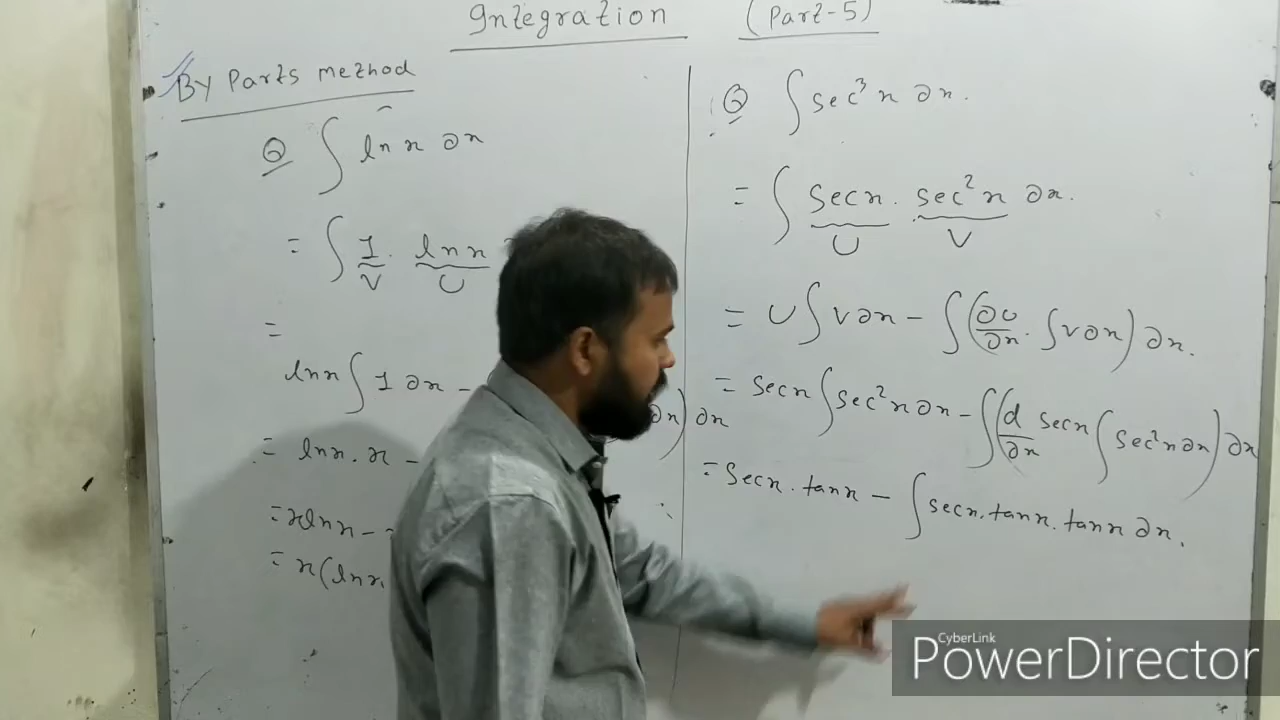 Integration (Part-5)
By Parts method
Q ∫ ln x ∂x
= ∫ 1 . ln x
V U
=
ln x ∫ 1 ∂x - ∂x) ∂x
= ln x . x -
= x ln x -
= x(ln x
Q ∫ sec³ x ∂x.
= ∫ sec x . sec² x ∂x.
U V
= U ∫ V ∂x - ∫ (∂U/∂x . ∫ V ∂x) ∂x.
= sec x ∫ sec² x ∂x - ∫ (d/∂x sec x ∫ sec² x ∂x) ∂x
= sec x . tan x - ∫ sec x . tan x . tan x ∂x.
CyberLink
PowerDirector